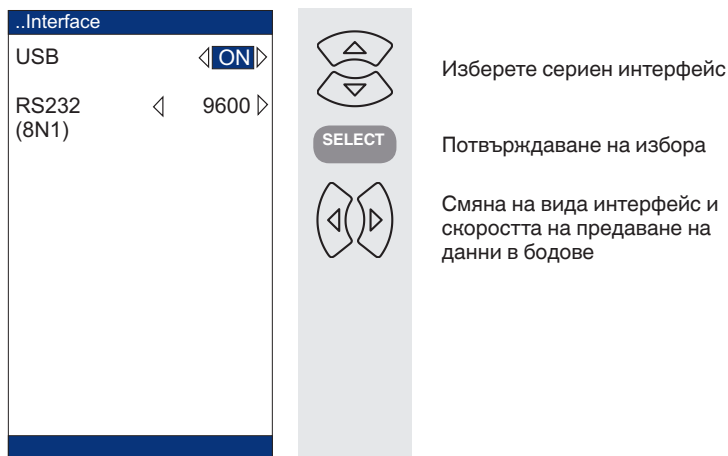 ..Interface
USB ON
RS232 9600
(8N1)
SELECT
Изберете сериен интерфейс
Потвърждаване на избора
Смяна на вида интерфейс и
скоростта на предаване на
данни в бодове